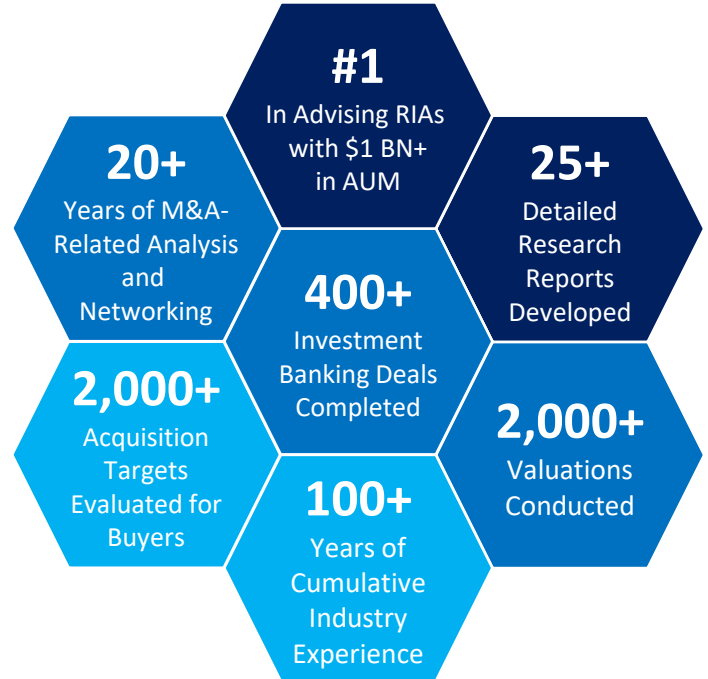 #1
In Advising RIAs
with $1 BN+
in AUM
20+
Years of M&A-
Related Analysis
and
Networking
25+
Detailed
Research
Reports
Developed
400+
Investment
Banking Deals
Completed
2,000+
Acquisition
Targets
Evaluated for
Buyers
2,000+
Valuations
Conducted
100+
Years of
Cumulative
Industry
Experience